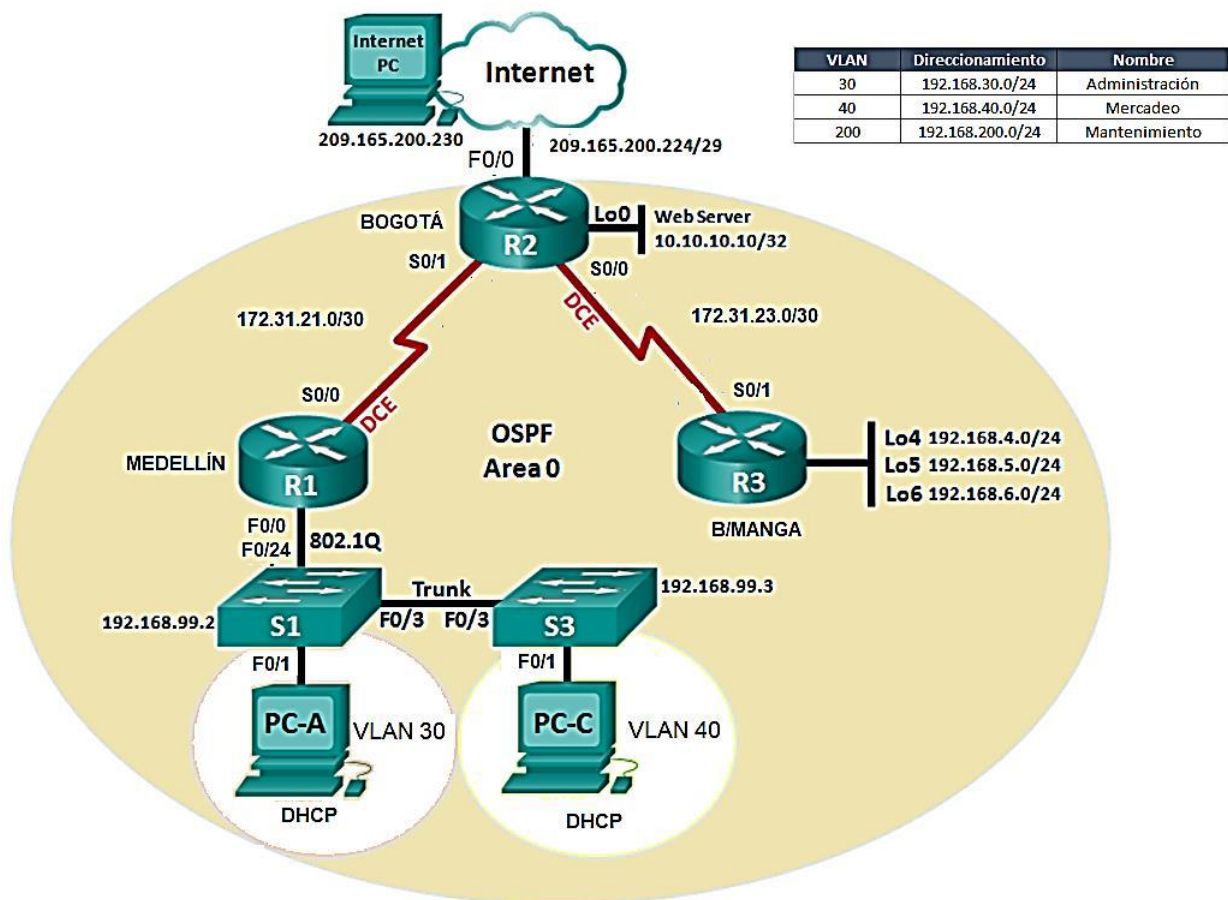 Internet
PC
Internet
209.165.200.230
209.165.200.224/29
F0/0
VLAN Direccionamiento Nombre
30 192.168.30.0/24 Administración
40 192.168.40.0/24 Mercadeo
200 192.168.200.0/24 Mantenimiento
BOGOTÁ
R2
Lo0
Web Server
10.10.10.10/32
S0/1
S0/0
DCE
172.31.21.0/30
172.31.23.0/30
S0/0
DCE
S0/1
OSPF
Area 0
MEDELLÍN
R1
R3
B/MANGA
Lo4 192.168.4.0/24
Lo5 192.168.5.0/24
Lo6 192.168.6.0/24
F0/0
F0/24
802.1Q
Trunk
192.168.99.3
192.168.99.2
S1
F0/3
F0/3
S3
F0/1
F0/1
PC-A
VLAN 30
PC-C
VLAN 40
DHCP
DHCP